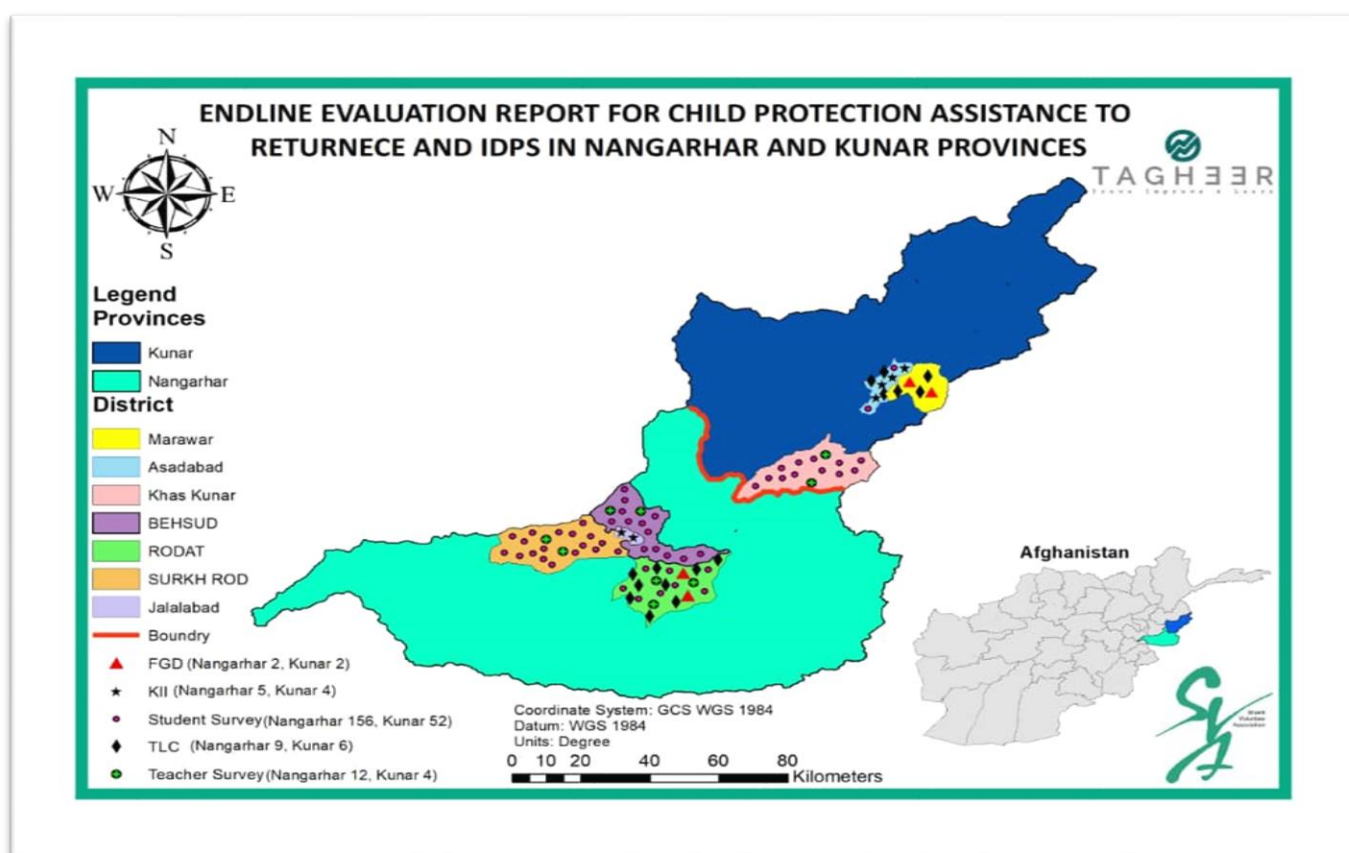 ENDLINE EVALUATION REPORT FOR CHILD PROTECTION ASSISTANCE TO
RETURNECE AND IDPS IN NANGARHAR AND KUNAR PROVINCES
N
W E
S
TAGHEER
Legend
Provinces
Kunar
Nangarhar
District
Marawar
Asadabad
Khas Kunar
BEHSUD
RODAT
SURKH ROD
Jalalabad
Boundry
FGD (Nangarhar 2, Kunar 2)
KII (Nangarhar 5, Kunar 4)
Student Survey(Nangarhar 156, Kunar 52)
TLC (Nangarhar 9, Kunar 6)
Teacher Survey(Nangarhar 12, Kunar 4)
Coordinate System: GCS WGS 1984
Datum: WGS 1984
Units: Degree
0 10 20 40 60 80
Kilometers
Afghanistan
SVA
Shanti
Volunteer
Association